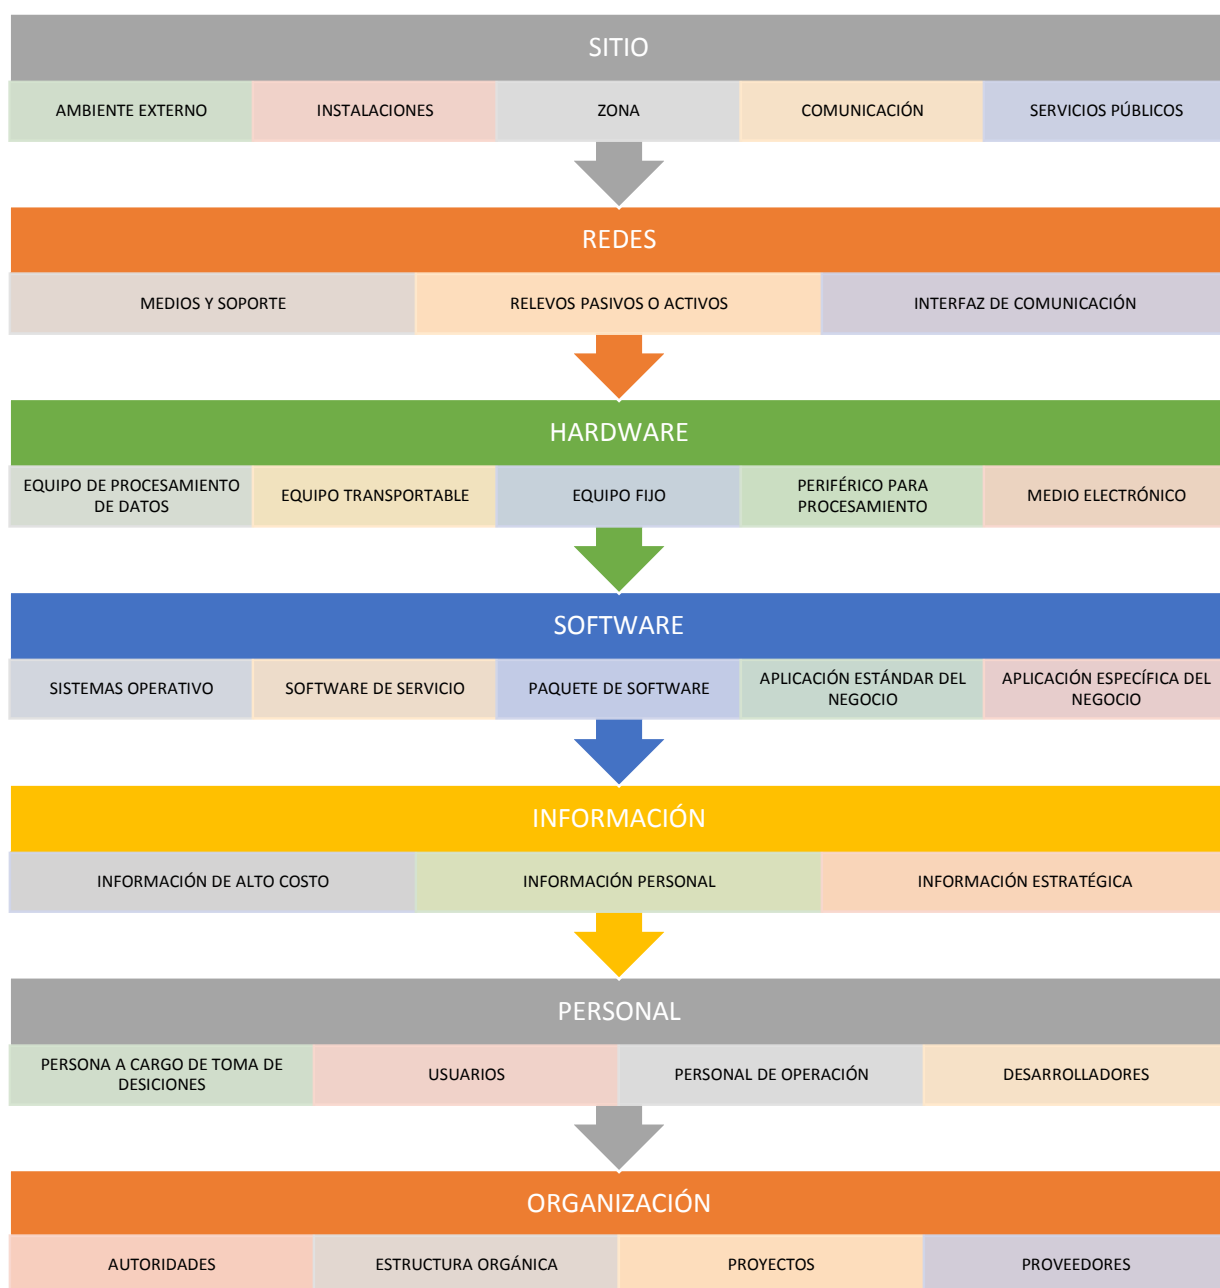 SITIO
AMBIENTE EXTERNO
INSTALACIONES
ZONA
COMUNICACIÓN
SERVICIOS PÚBLICOS
REDES
MEDIOS Y SOPORTE
RELEVOS PASIVOS O ACTIVOS
INTERFAZ DE COMUNICACIÓN
HARDWARE
EQUIPO DE PROCESAMIENTO
DE DATOS
EQUIPO TRANSPORTABLE
EQUIPO FIJO
PERIFÉRICO PARA
PROCESAMIENTO
MEDIO ELECTRÓNICO
SOFTWARE
SISTEMAS OPERATIVO
SOFTWARE DE SERVICIO
PAQUETE DE SOFTWARE
APLICACIÓN ESTÁNDAR DEL
NEGOCIO
APLICACIÓN ESPECÍFICA DEL
NEGOCIO
INFORMACIÓN
INFORMACIÓN DE ALTO COSTO
INFORMACIÓN PERSONAL
INFORMACIÓN ESTRATÉGICA
PERSONAL
PERSONA A CARGO DE TOMA DE
DESICIONES
USUARIOS
PERSONAL DE OPERACIÓN
DESARROLLADORES
ORGANIZACIÓN
AUTORIDADES
ESTRUCTURA ORGÁNICA
PROYECTOS
PROVEEDORES